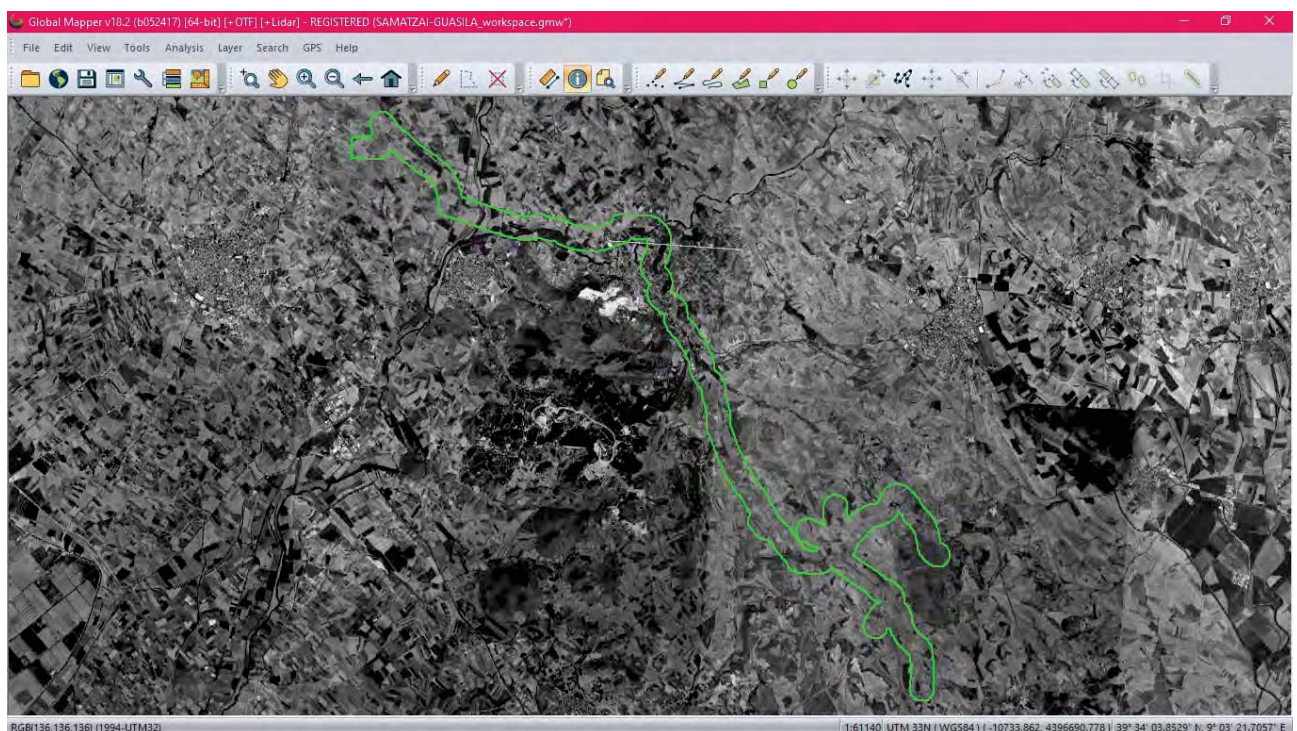 Global Mapper v18.2 (b052417) [64-bit] [+OTF] [+Lidar] - REGISTERED (SAMATZAI-GUASILA_workspace.gmw*)
File Edit View Tools Analysis Layer Search GPS Help
RGB(136,136,136) (1994-UTM32) 1:61140 UTM 33N ( WGS84 ) ( -10733.862, 4396690.778 ) 39° 34' 03.8529" N, 9° 03' 21.7057" E